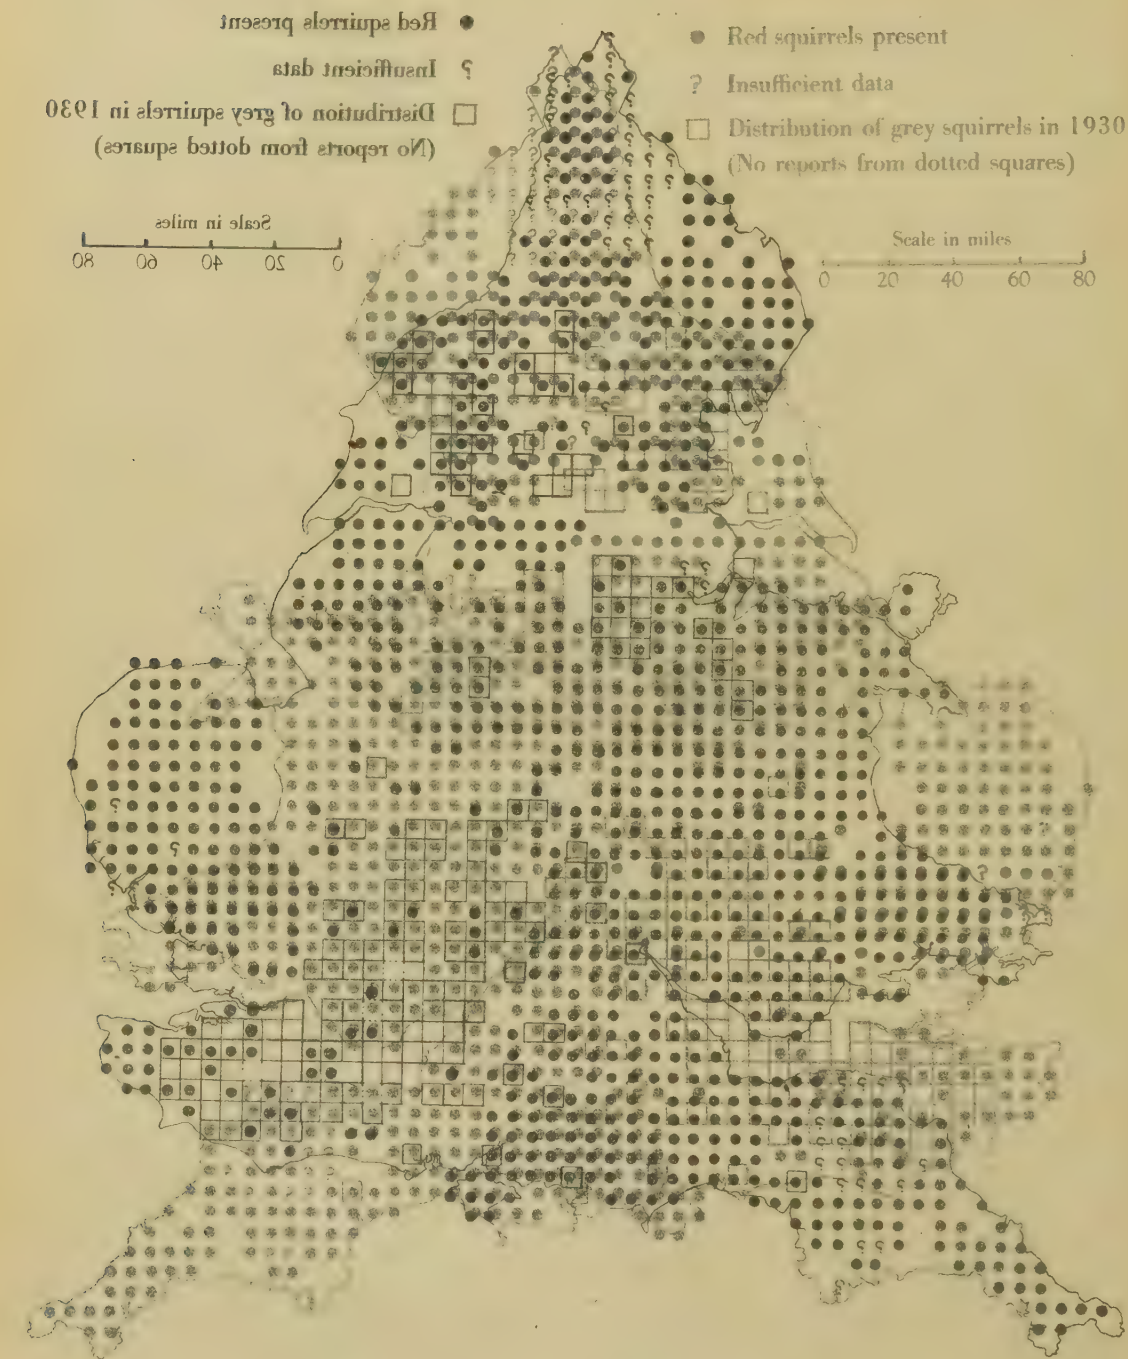 Red squirrels present
? Insufficient data
Distribution of grey squirrels in 1930
(No reports from dotted squares)
Scale in miles
80 60 40 20 0
Red squirrels present
? Insufficient data
Distribution of grey squirrels in 1930
(No reports from dotted squares)
Scale in miles
0 20 40 60 80